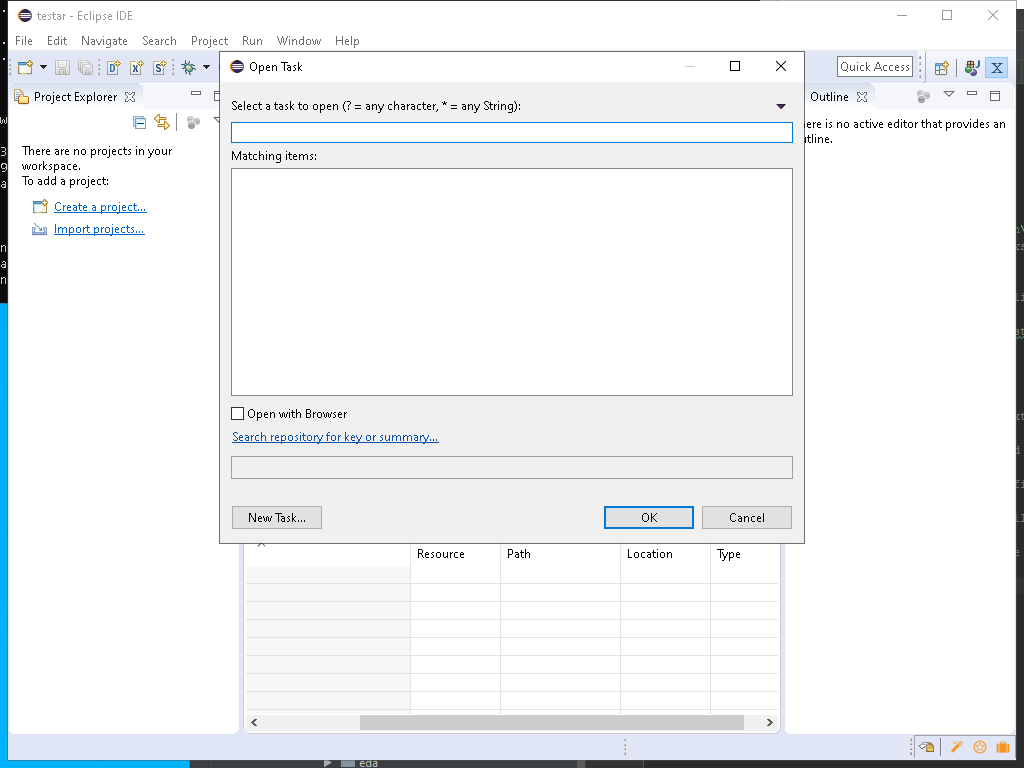 testar - Eclipse IDE
File Edit Navigate Search Project Run Window Help
Quick Access
Project Explorer
There are no projects in your
workspace.
To add a project:
Create a project...
Import projects...
Open Task
Select a task to open (? = any character, * = any String):
Matching items:
Open with Browser
Search repository for key or summary...
New Task...
OK
Cancel
Outline
ere is no active editor that provides an
tline.
Resource Path Location Type
eda